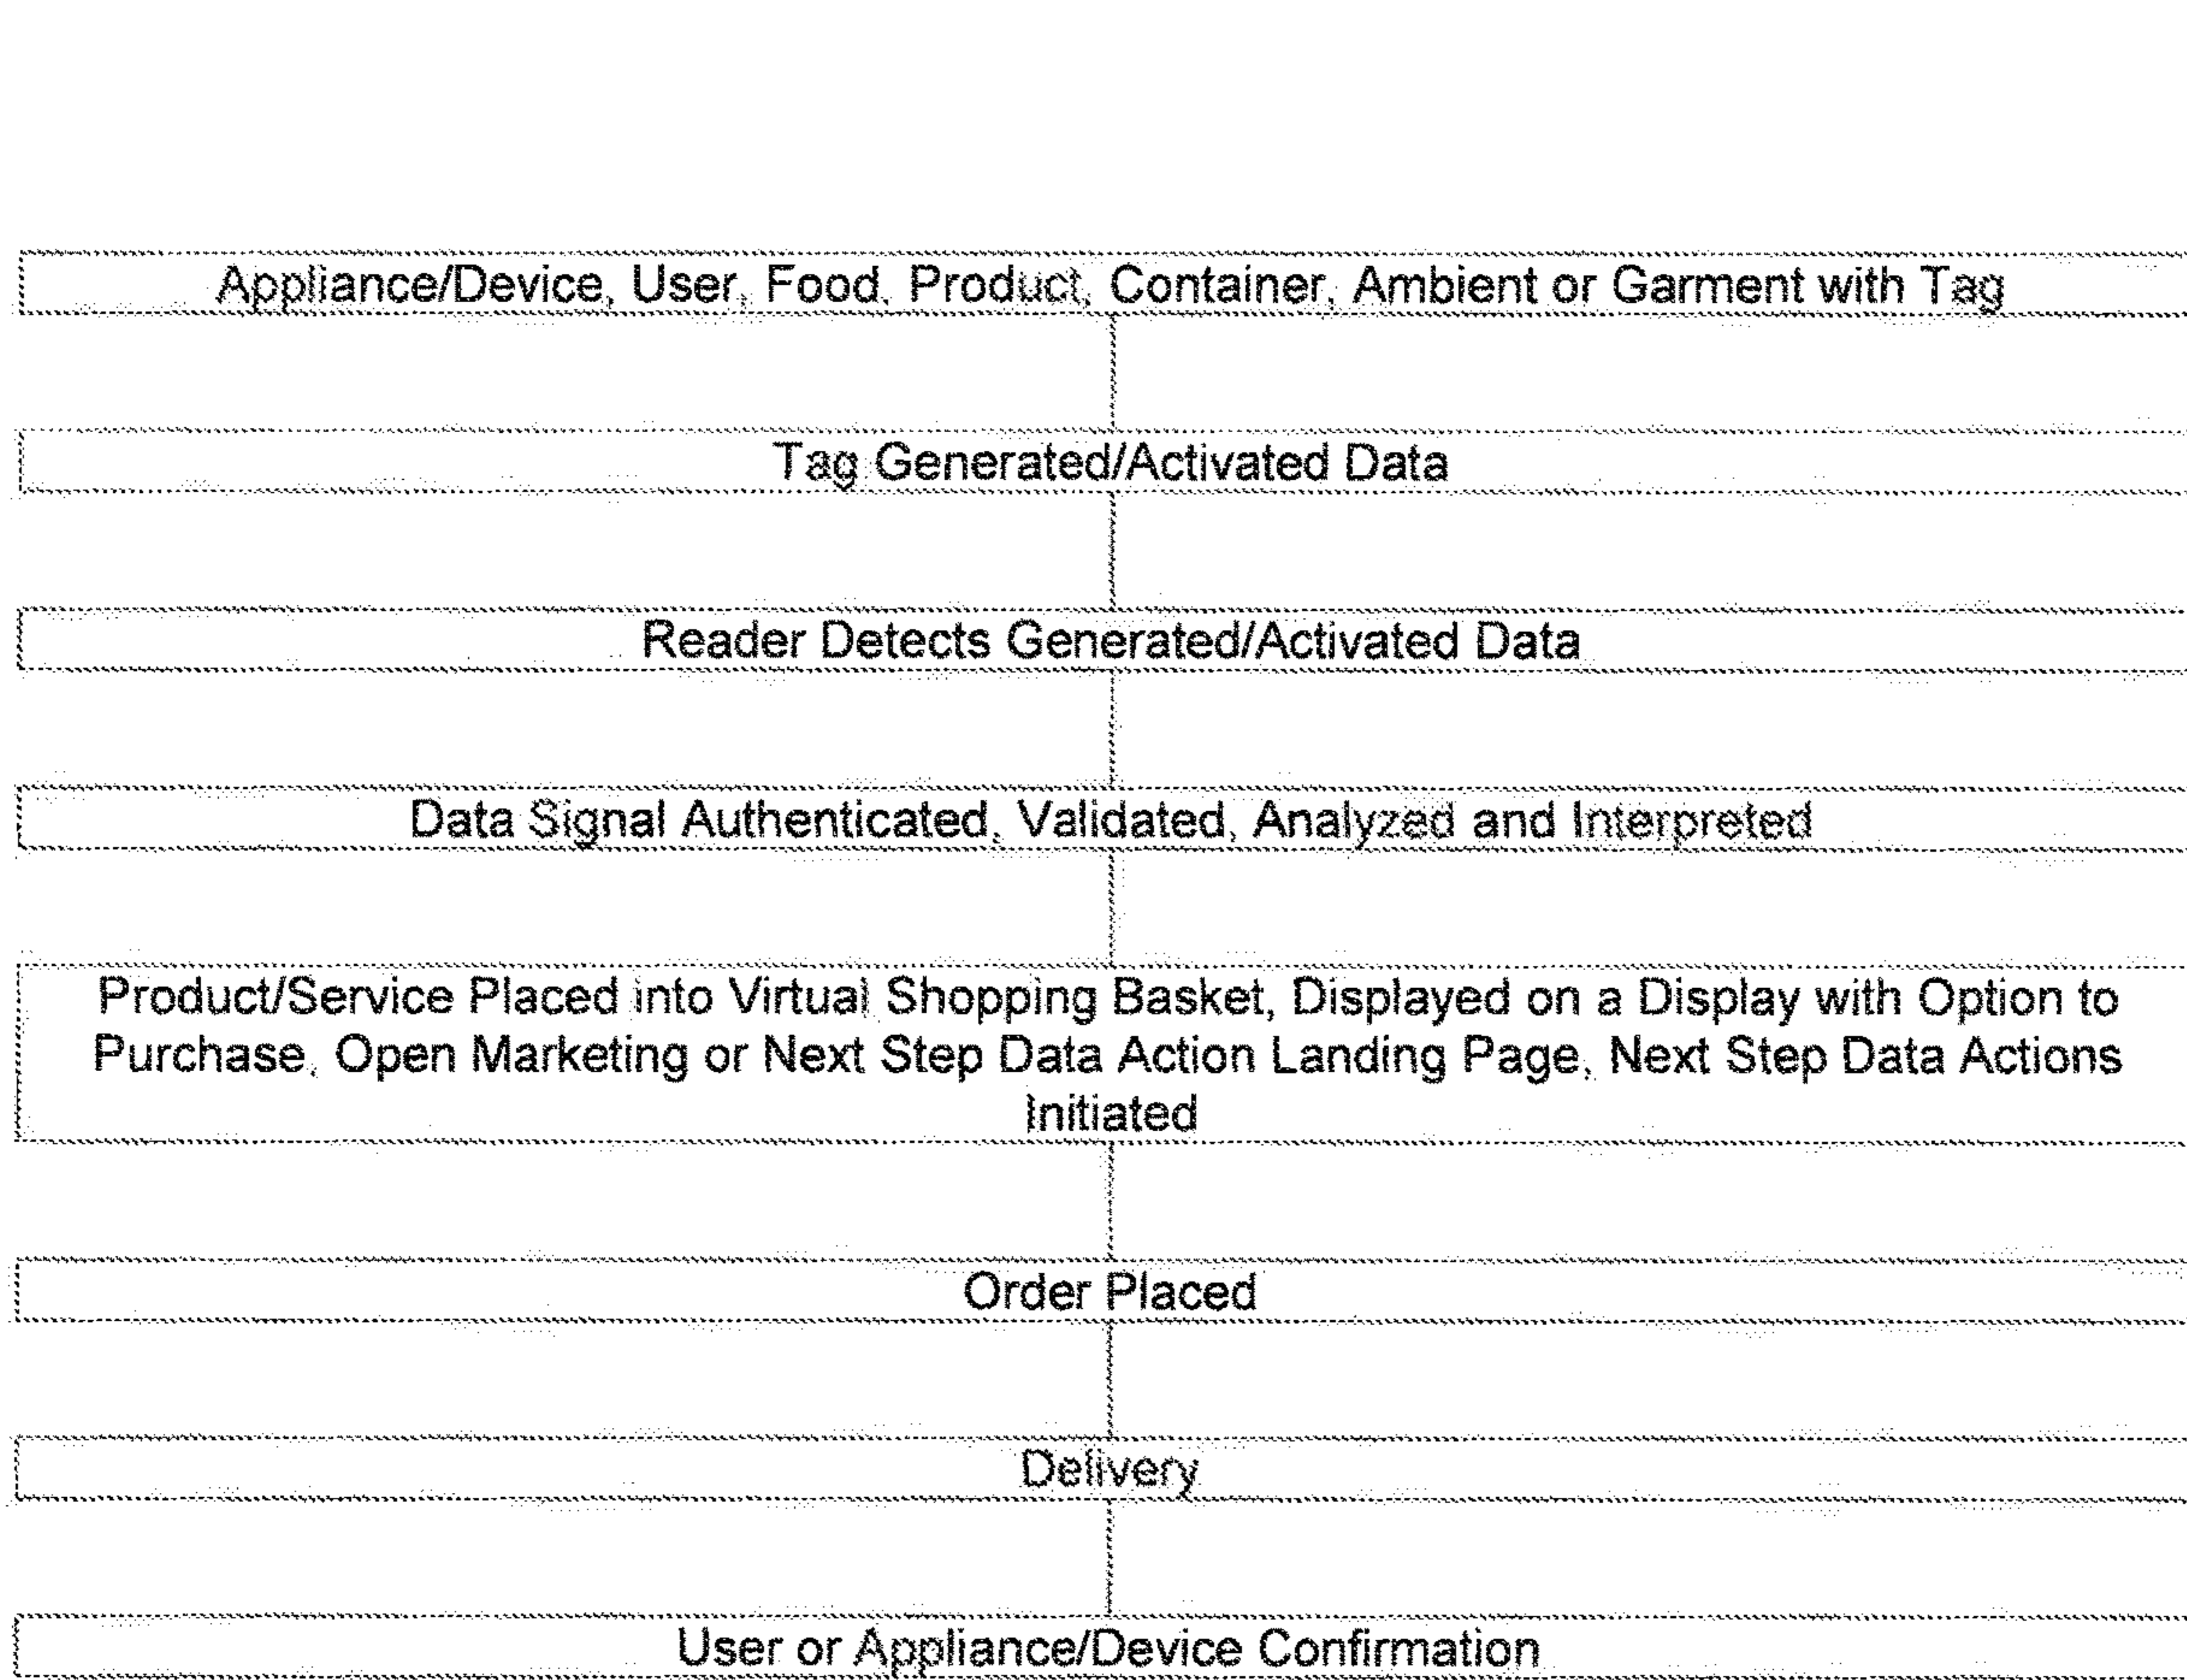 Appliance/Device, User, Food, Product, Container, Ambient or Garment with Tag
Tag Generated/Activated Data
Reader Detects Generated/Activated Data
Data Signal Authenticated, Validated, Analyzed and Interpreted
Product/Service Placed into Virtual Shopping Basket, Displayed on a Display with Option to
Purchase, Open Marketing or Next Step Data Action Landing Page, Next Step Data Actions
Initiated
Order Placed
Delivery
User or Appliance/Device Confirmation